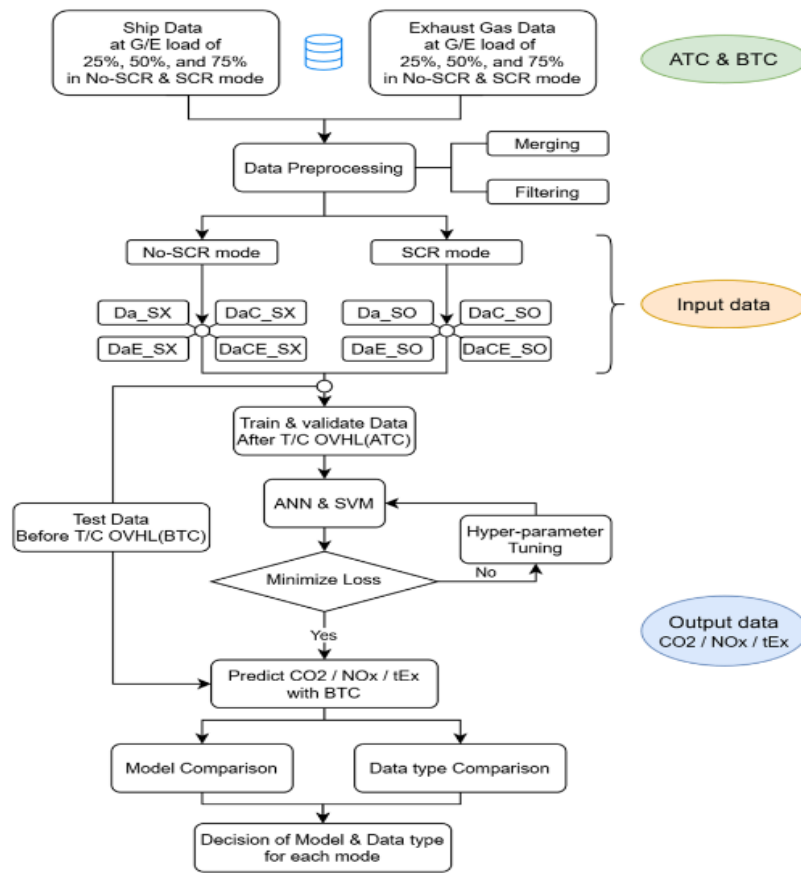 Ship Data
at G/E load of
25%, 50%, and 75%
in No-SCR & SCR mode
Exhaust Gas Data
at G/E load of
25%, 50%, and 75%
in No-SCR & SCR mode
ATC & BTC
Data Preprocessing
Merging
Filtering
No-SCR mode
SCR mode
Da_SX
DaC_SX
DaE_SX
DaCE_SX
Da_SO
DaC_SO
DaE_SO
DaCE_SO
Input data
Train & validate Data
After T/C OVHL(ATC)
ANN & SVM
Test Data
Before T/C OVHL(BTC)
Hyper-parameter
Tuning
Minimize Loss
No
Yes
Output data
CO2 / NOx / tEx
Predict CO2 / NOx / tEx
with BTC
Model Comparison
Data type Comparison
Decision of Model & Data type
for each mode